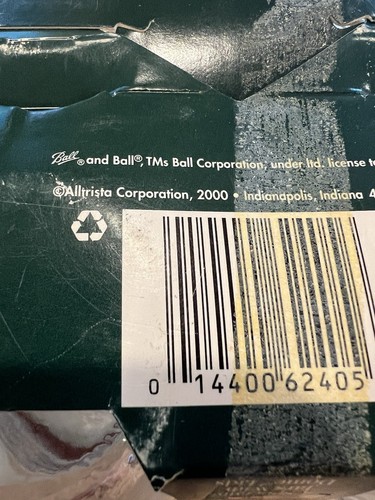 Ball® and Ball®, TMs Ball Corporation, under ltd. license to
©Alltrista Corporation, 2000 • Indianapolis, Indiana 4
0 14400 62405